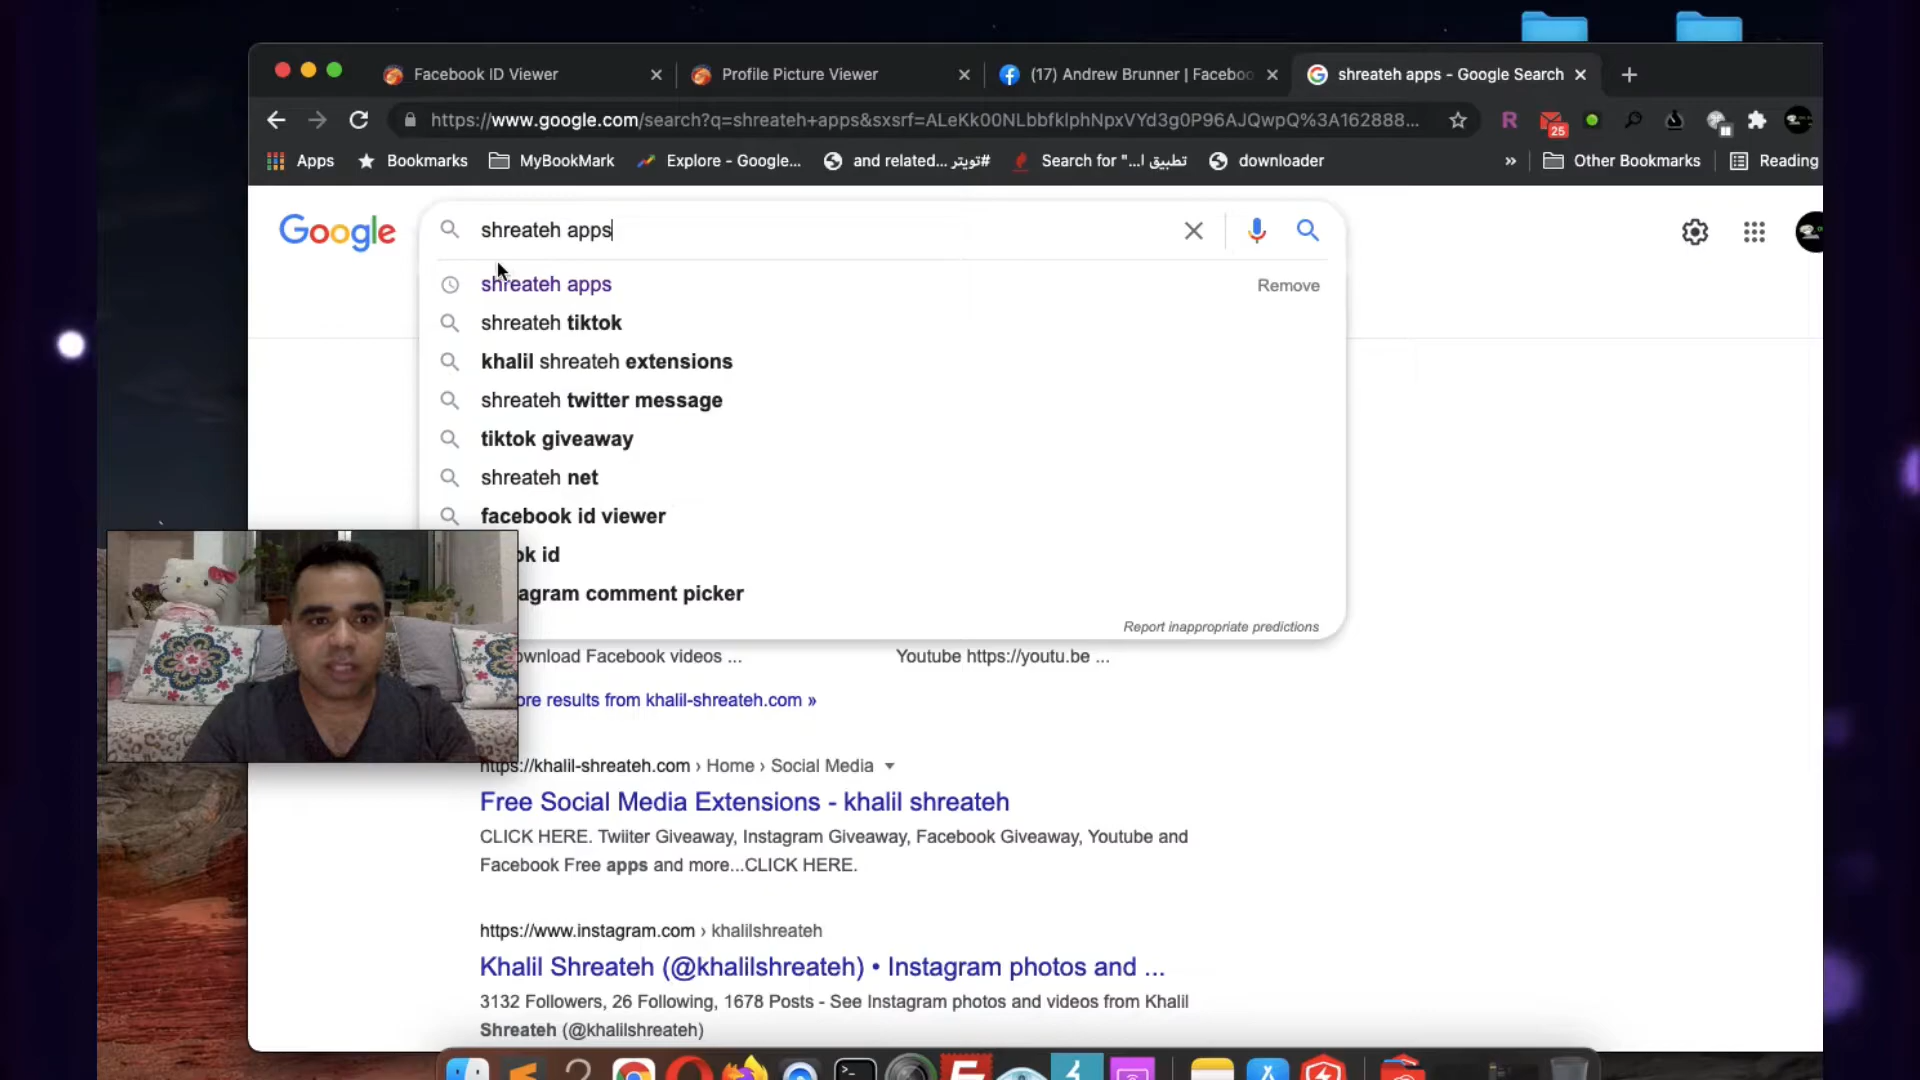 Facebook ID Viewer
Profile Picture Viewer
(17) Andrew Brunner | Faceboo
shreateh apps - Google Search
https://www.google.com/search?q=shreateh+apps&sxsrf=ALeKk00NLbbfklphNpxVYd3g0P96AJQwpQ%3A162888...
R
25
Apps
Bookmarks
MyBookMark
Explore - Google...
and related... تويتر#
Search for "... تطبيق ا
downloader
»
Other Bookmarks
Reading
Google
shreateh apps
shreateh apps
Remove
shreateh tiktok
khalil shreateh extensions
shreateh twitter message
tiktok giveaway
shreateh net
facebook id viewer
ok id
agram comment picker
Report inappropriate predictions
ownload Facebook videos ...
Youtube https://youtu.be ...
ore results from khalil-shreateh.com »
https://khalil-shreateh.com › Home › Social Media
Free Social Media Extensions - khalil shreateh
CLICK HERE. Twiiter Giveaway, Instagram Giveaway, Facebook Giveaway, Youtube and
Facebook Free apps and more...CLICK HERE.
https://www.instagram.com › khalilshreateh
Khalil Shreateh (@khalilshreateh) • Instagram photos and ...
3132 Followers, 26 Following, 1678 Posts - See Instagram photos and videos from Khalil
Shreateh (@khalilshreateh)